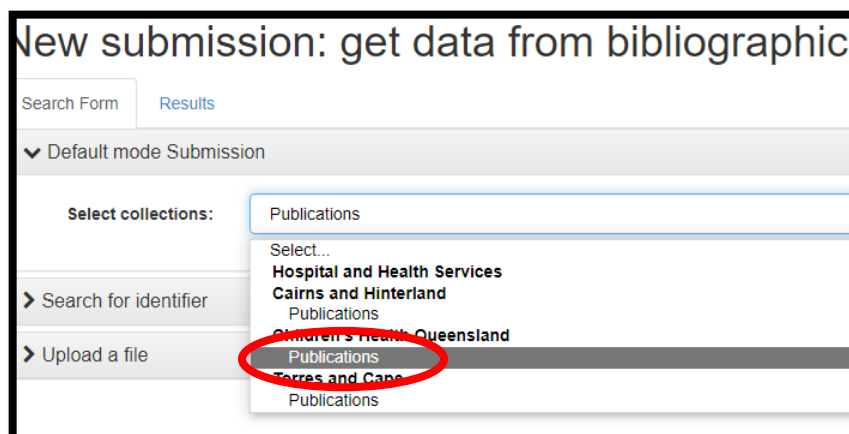 New submission: get data from bibliographic
Search Form Results
Default mode Submission
Select collections: Publications
Select...
Hospital and Health Services
Cairns and Hinterland
Publications
Children's Health Queensland
Search for identifier
Publications
Upload a file
Torres and Cape
Publications